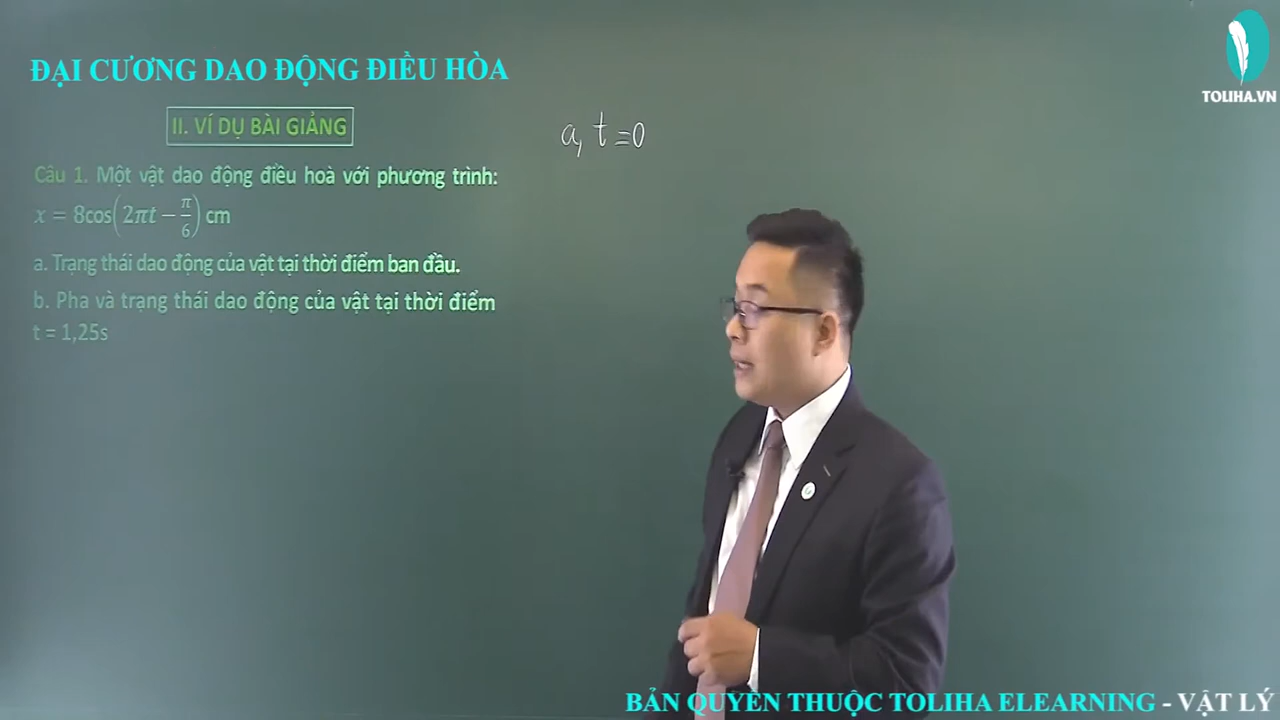 ĐẠI CƯƠNG DAO ĐỘNG ĐIỀU HÒA
TOLIHA.VN
II. VÍ DỤ BÀI GIẢNG
a, t=0
Câu 1. Một vật dao động điều hoà với phương trình:
x = 8cos(2πt − π/6) cm
a. Trạng thái dao động của vật tại thời điểm ban đầu.
b. Pha và trạng thái dao động của vật tại thời điểm
t = 1,25s
BẢN QUYỀN THUỘC TOLIHA ELEARNING - VẬT LÝ